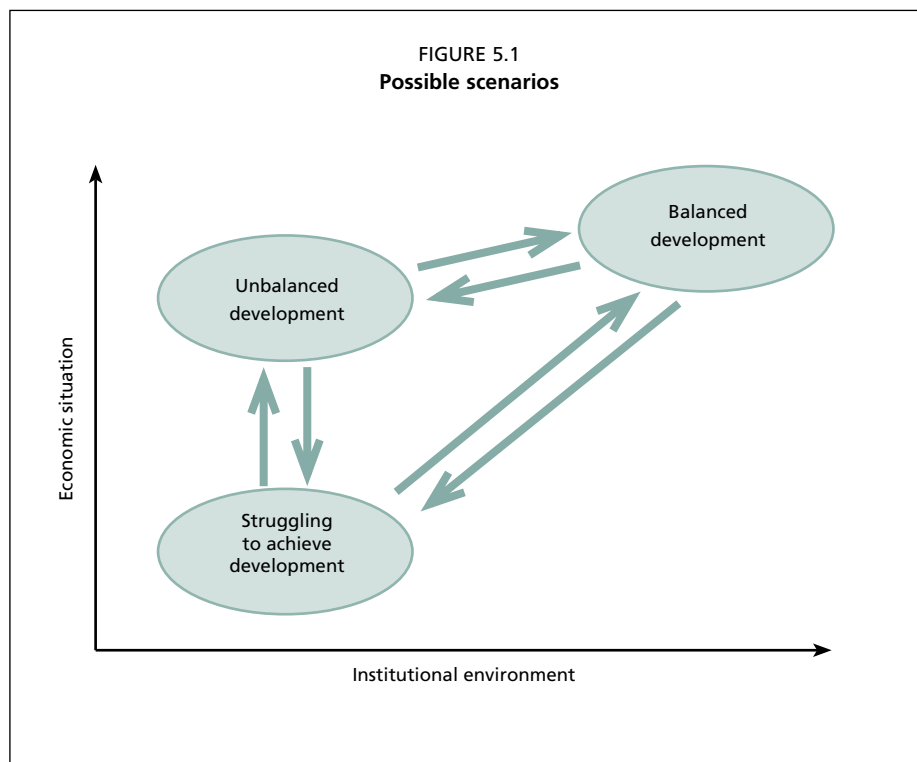 FIGURE 5.1
Possible scenarios
Balanced
development
Unbalanced
development
Struggling
to achieve
development
Economic situation
Institutional environment